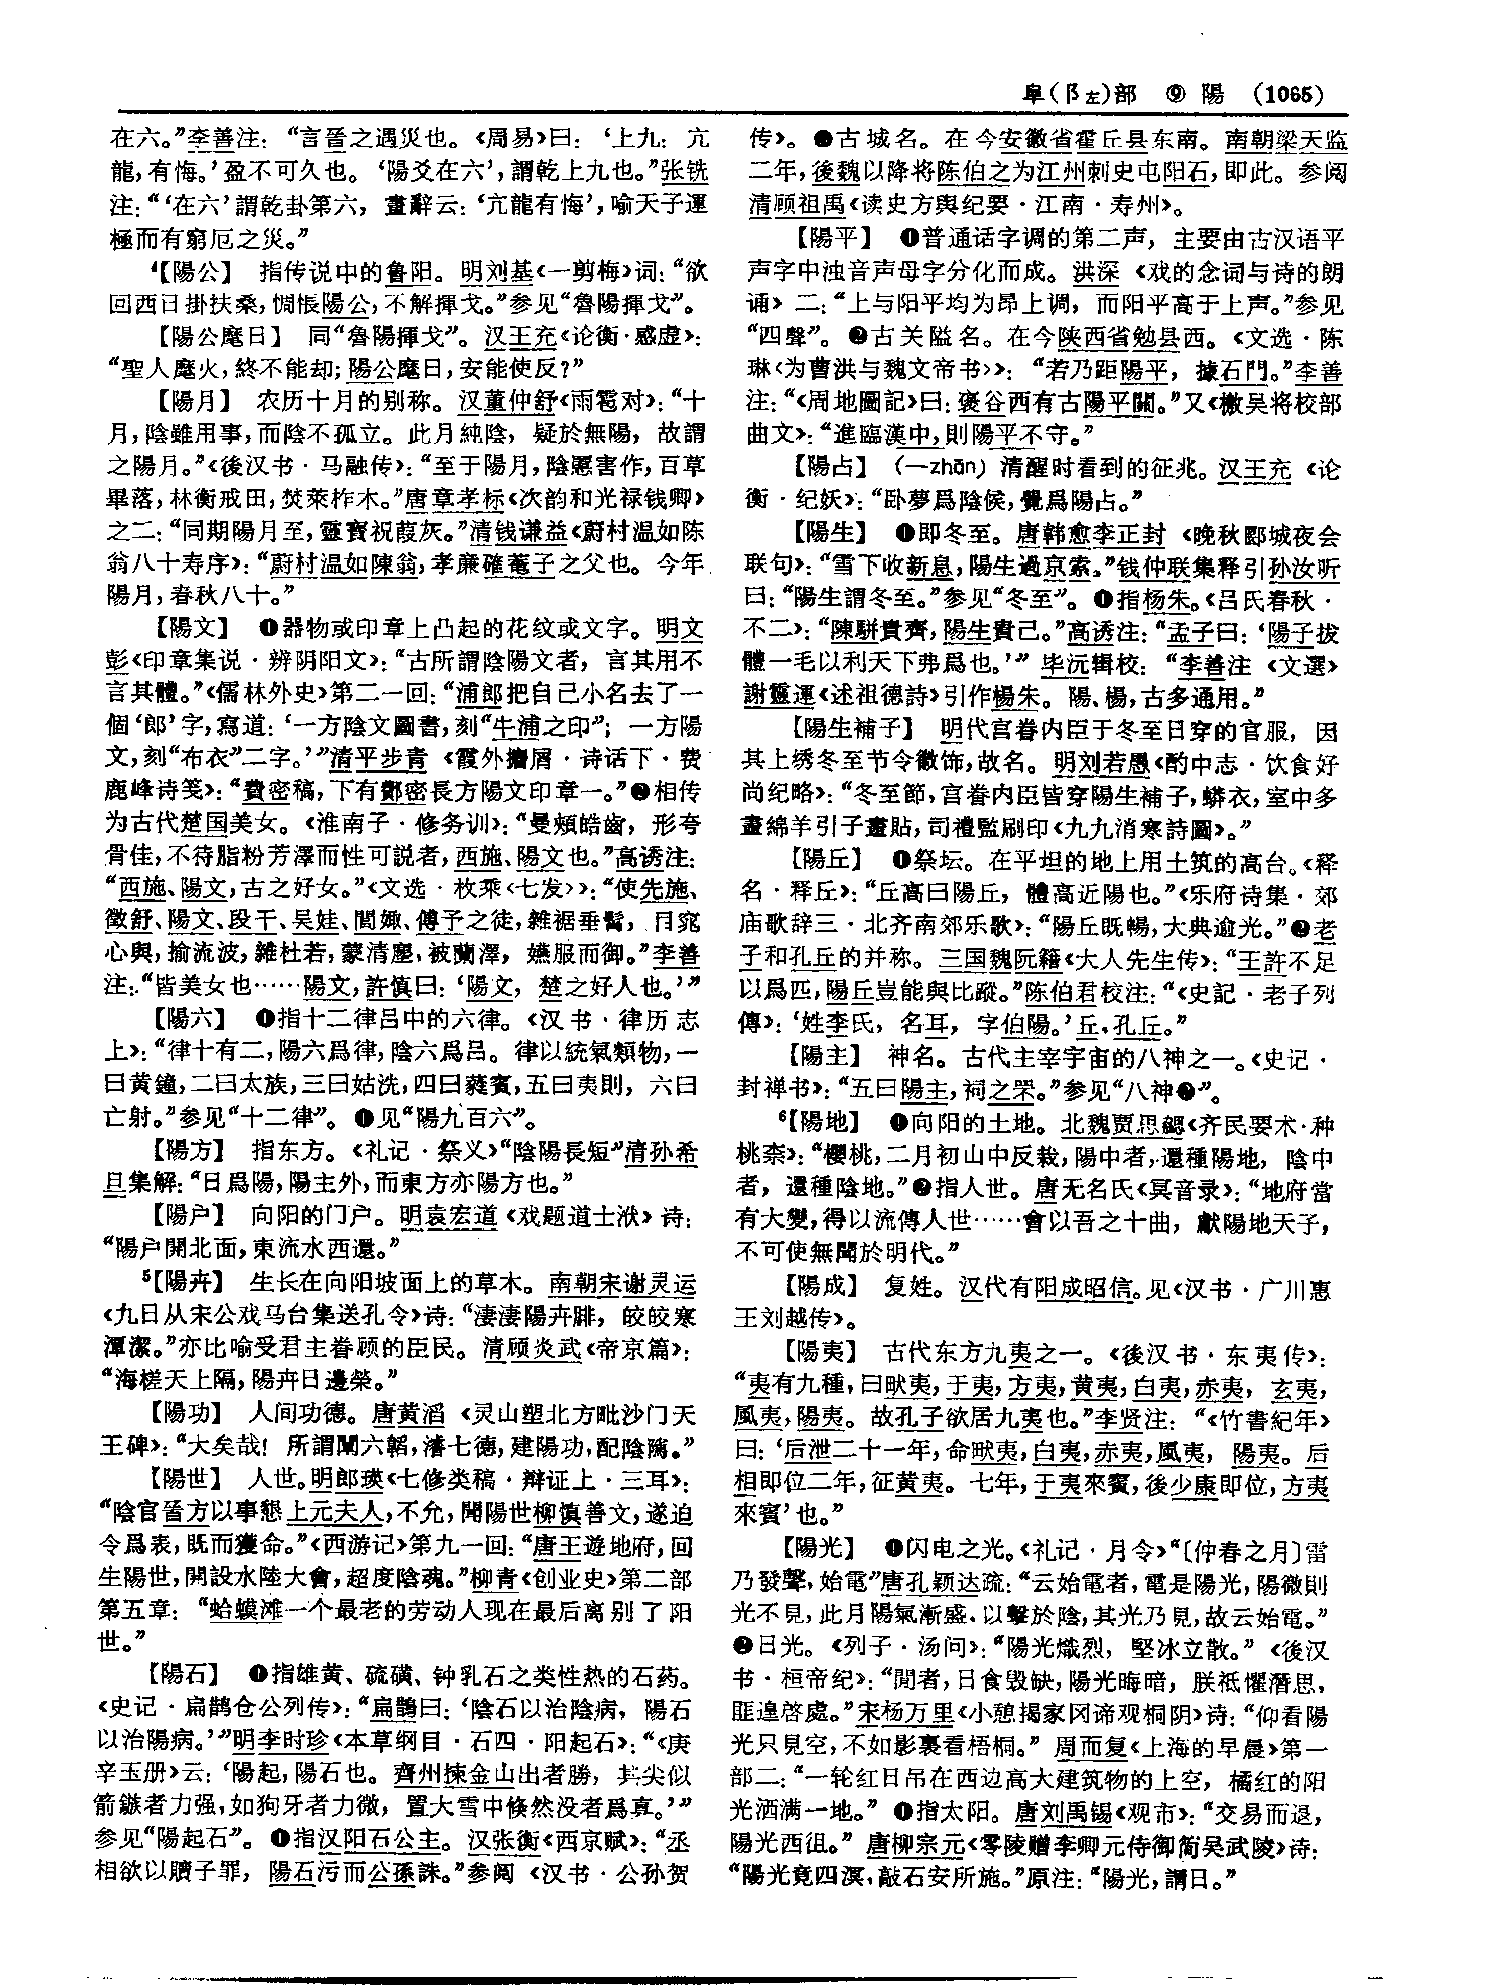 阜(阝左)部 ⑨ 陽 (1065)
在六。”李善注：“言晉之遇災也。《周易》曰：‘上九：亢
龍，有悔。’盈不可久也。‘陽爻在六’，謂乾上九也。”张铣
注：“‘在六’謂乾卦第六，畫辭云：‘亢龍有悔’，喻天子運
極而有窮厄之災。”
4【陽公】 指传说中的鲁阳。明刘基《一剪梅》词：“欲
回西日掛扶桑，惆悵陽公，不解揮戈。”参见“魯陽揮戈”。
【陽公麾日】 同“魯陽揮戈”。汉王充《论衡·感虚》：
“聖人麾火，終不能却；陽公麾日，安能使反？”
【陽月】 农历十月的别称。汉董仲舒《雨雹对》：“十
月，陰雖用事，而陰不孤立。此月純陰，疑於無陽，故謂
之陽月。”《後汉书·马融传》：“至于陽月，陰慝害作，百草
畢落，林衡戒田，焚萊柞木。”唐章孝标《次韵和光禄钱卿》
之二：“同期陽月至，靈寶祝葭灰。”清钱谦益《蔚村温如陈
翁八十寿序》：“蔚村温如陳翁，孝廉確菴子之父也。今年
陽月，春秋八十。”
【陽文】 ❶器物或印章上凸起的花纹或文字。明文
彭《印章集说·辨阴阳文》：“古所謂陰陽文者，言其用不
言其體。”《儒林外史》第二一回：“浦郎把自己小名去了一
個‘郎’字，寫道：‘一方陰文圖書，刻“牛浦之印”；一方陽
文，刻“布衣”二字。’”清平步青《霞外攟屑·诗话下·费
鹿峰诗笺》：“費密稿，下有鄭密長方陽文印章一。”❷相传
为古代楚国美女。《淮南子·修务训》：“曼頰皓齒，形夸
骨佳，不待脂粉芳澤而性可説者，西施、陽文也。”高诱注：
“西施、陽文，古之好女。”《文选·枚乘〈七发〉》：“使先施、
徵舒、陽文、段干、吴娃、閭娵、傅予之徒，雜裾垂髾，目窕
心與，揄流波，雜杜若，蒙清塵，被蘭澤，嬿服而御。”李善
注：“皆美女也……陽文，許慎曰：‘陽文，楚之好人也。’”
【陽六】 ❶指十二律吕中的六律。《汉书·律历志
上》：“律十有二，陽六爲律，陰六爲吕。律以統氣類物，一
曰黄鐘，二曰太族，三曰姑洗，四曰蕤賓，五曰夷則，六曰
亡射。”参见“十二律”。❷见“陽九百六”。
【陽方】 指东方。《礼记·祭义》“陰陽長短”清孙希
旦集解：“日爲陽，陽主外，而東方亦陽方也。”
【陽户】 向阳的门户。明袁宏道《戏题道士洑》诗：
“陽户開北面，東流水西還。”
5【陽卉】 生长在向阳坡面上的草木。南朝宋谢灵运
《九日从宋公戏马台集送孔令》诗：“淒淒陽卉腓，皎皎寒
潭潔。”亦比喻受君主眷顾的臣民。清顾炎武《帝京篇》：
“海槎天上隔，陽卉日邊榮。”
【陽功】 人间功德。唐黄滔《灵山塑北方毗沙门天
王碑》：“大矣哉！所謂闡六韜，濬七德，建陽功，配陰隲。”
【陽世】 人世。明郎瑛《七修类稿·辩证上·三耳》：
“陰官晉方以事懇上元夫人，不允，聞陽世柳慎善文，遂迫
令爲表，既而獲命。”《西游记》第九一回：“唐王遊地府，回
生陽世，開設水陸大會，超度陰魂。”柳青《创业史》第二部
第五章：“蛤蟆滩一个最老的劳动人现在最后离别了阳
世。”
【陽石】 ❶指雄黄、硫磺、钟乳石之类性热的石药。
《史记·扁鹊仓公列传》：“扁鵲曰：‘陰石以治陰病，陽石
以治陽病。’”明李时珍《本草纲目·石四·阳起石》：“《庚
辛玉册》云：‘陽起，陽石也。齊州揀金山出者勝，其尖似
箭鏃者力强，如狗牙者力微，置大雪中倏然没者爲真。’”
参见“陽起石”。❷指汉阳石公主。汉张衡《西京賦》：“丞
相欲以贖子罪，陽石污而公孫誅。”参阅《汉书·公孙贺
传》。❸古城名。在今安徽省霍丘县东南。南朝梁天监
二年，後魏以降将陈伯之为江州刺史屯阳石，即此。参阅
清顾祖禹《读史方舆纪要·江南·寿州》。
【陽平】 ❶普通话字调的第二声，主要由古汉语平
声字中浊音声母字分化而成。洪深《戏的念词与诗的朗
诵》二：“上与阳平均为昂上调，而阳平高于上声。”参见
“四聲”。❷古关隘名。在今陕西省勉县西。《文选·陈
琳〈为曹洪与魏文帝书〉》：“若乃距陽平，據石門。”李善
注：“《周地圖記》曰：褒谷西有古陽平關。”又《檄吴将校部
曲文》：“進臨漢中，則陽平不守。”
【陽占】 （—zhān）清醒时看到的征兆。汉王充《论
衡·纪妖》：“卧夢爲陰候，覺爲陽占。”
【陽生】 ❶即冬至。唐韩愈李正封《晚秋郾城夜会
联句》：“雪下收新息，陽生過京索。”钱仲联集释引孙汝听
曰：“陽生謂冬至。”参见“冬至”。❷指杨朱。《吕氏春秋·
不二》：“陳駢貴齊，陽生貴己。”高诱注：“孟子曰：‘陽子拔
體一毛以利天下弗爲也。’”毕沅辑校：“李善注《文選》
謝靈運《述祖德詩》引作楊朱。陽、楊，古多通用。”
【陽生補子】 明代宫眷内臣于冬至日穿的官服，因
其上绣冬至节令徽饰，故名。明刘若愚《酌中志·饮食好
尚纪略》：“冬至節，宫眷内臣皆穿陽生補子，蟒衣，室中多
畫綿羊引子畫貼，司禮監刷印《九九消寒詩圖》。”
【陽丘】 ❶祭坛。在平坦的地上用土筑的高台。《释
名·释丘》：“丘高曰陽丘，體高近陽也。”《乐府诗集·郊
庙歌辞三·北齐南郊乐歌》：“陽丘既暢，大典逾光。”❷老
子和孔丘的并称。三国魏阮籍《大人先生传》：“王許不足
以爲匹，陽丘豈能與比蹤。”陈伯君校注：“《史記·老子列
傳》：‘姓李氏，名耳，字伯陽。’丘，孔丘。”
【陽主】 神名。古代主宰宇宙的八神之一。《史记·
封禅书》：“五曰陽主，祠之罘。”参见“八神❷”。
6【陽地】 ❶向阳的土地。北魏贾思勰《齐民要术·种
桃柰》：“櫻桃，二月初山中反栽，陽中者，還種陽地，陰中
者，還種陰地。”❷指人世。唐无名氏《冥音录》：“地府當
有大變，得以流傳人世……會以吾之十曲，獻陽地天子，
不可使無聞於明代。”
【陽成】 复姓。汉代有阳成昭信。见《汉书·广川惠
王刘越传》。
【陽夷】 古代东方九夷之一。《後汉书·东夷传》：
“夷有九種，曰畎夷，于夷，方夷，黄夷，白夷，赤夷，玄夷，
風夷，陽夷。故孔子欲居九夷也。”李贤注：“《竹書紀年》
曰：‘后泄二十一年，命畎夷，白夷，赤夷，風夷，陽夷。后
相即位二年，征黄夷。七年，于夷來賓，後少康即位，方夷
來賓’也。”
【陽光】 ❶闪电之光。《礼记·月令》“〔仲春之月〕雷
乃發聲，始電”唐孔颖达疏：“云始電者，電是陽光，陽微則
光不見，此月陽氣漸盛，以擊於陰，其光乃見，故云始電。”
❷日光。《列子·汤问》：“陽光熾烈，堅冰立散。”《後汉
书·桓帝纪》：“閒者，日食毁缺，陽光晦暗，朕祗懼潛思，
匪遑啓處。”宋杨万里《小憩揭家冈谛观桐阴》诗：“仰看陽
光只見空，不如影裏看梧桐。”周而复《上海的早晨》第一
部二：“一轮红日吊在西边高大建筑物的上空，橘红的阳
光洒满一地。”❸指太阳。唐刘禹锡《观市》：“交易而退，
陽光西徂。”唐柳宗元《零陵赠李卿元侍御简吴武陵》诗：
“陽光竟四溟，敲石安所施。”原注：“陽光，謂日。”